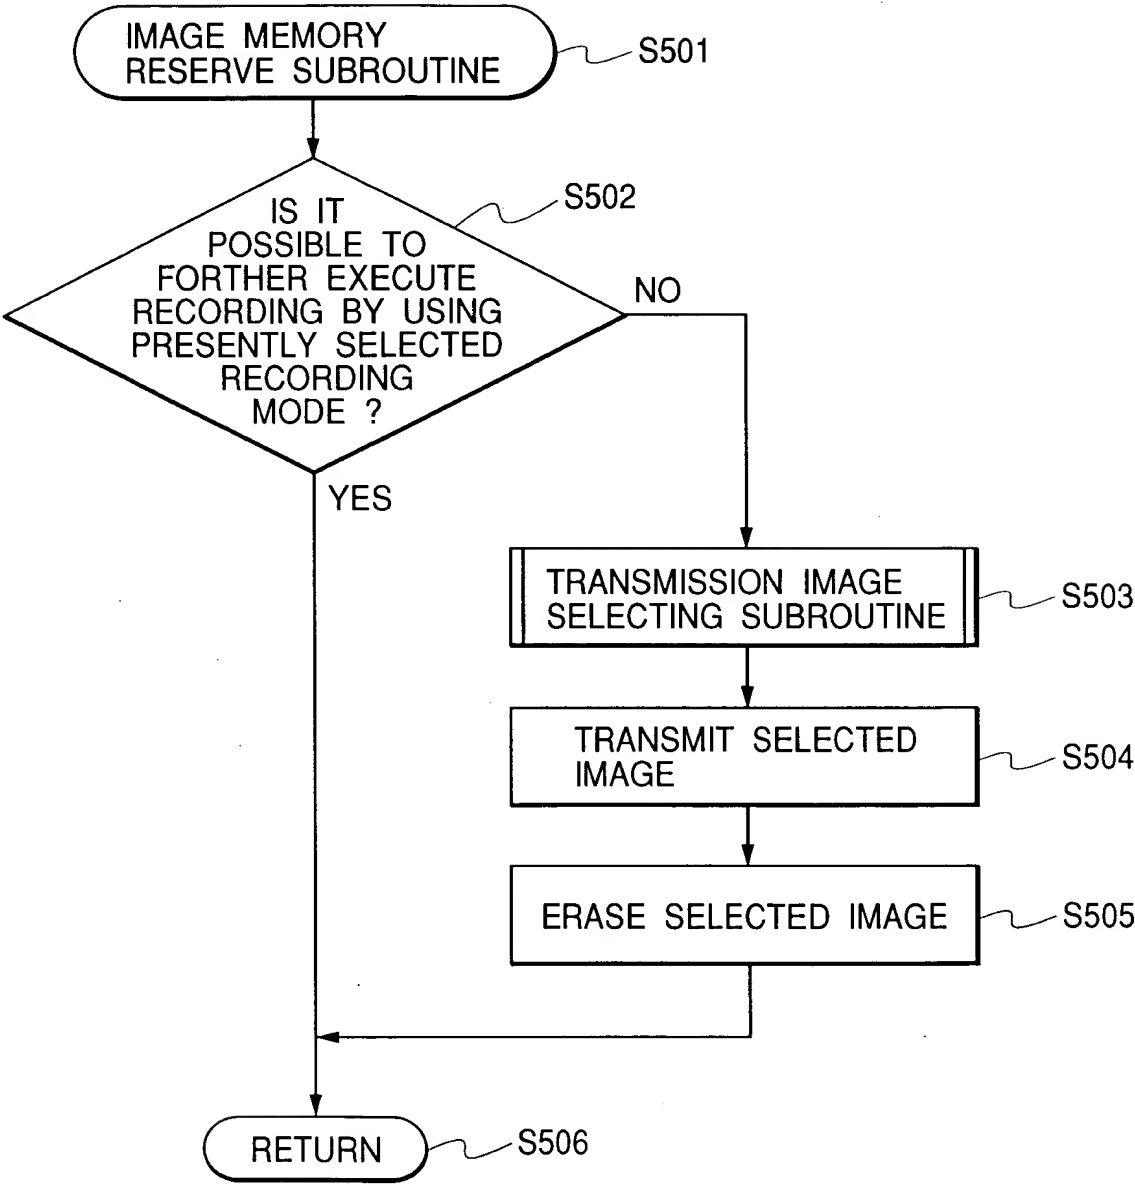 IMAGE MEMORY
RESERVE SUBROUTINE
S501
S502
IS IT
POSSIBLE TO
FORTHER EXECUTE
RECORDING BY USING
PRESENTLY SELECTED
RECORDING
MODE ?
NO
YES
TRANSMISSION IMAGE
SELECTING SUBROUTINE
S503
TRANSMIT SELECTED
IMAGE
S504
ERASE SELECTED IMAGE
S505
RETURN
S506